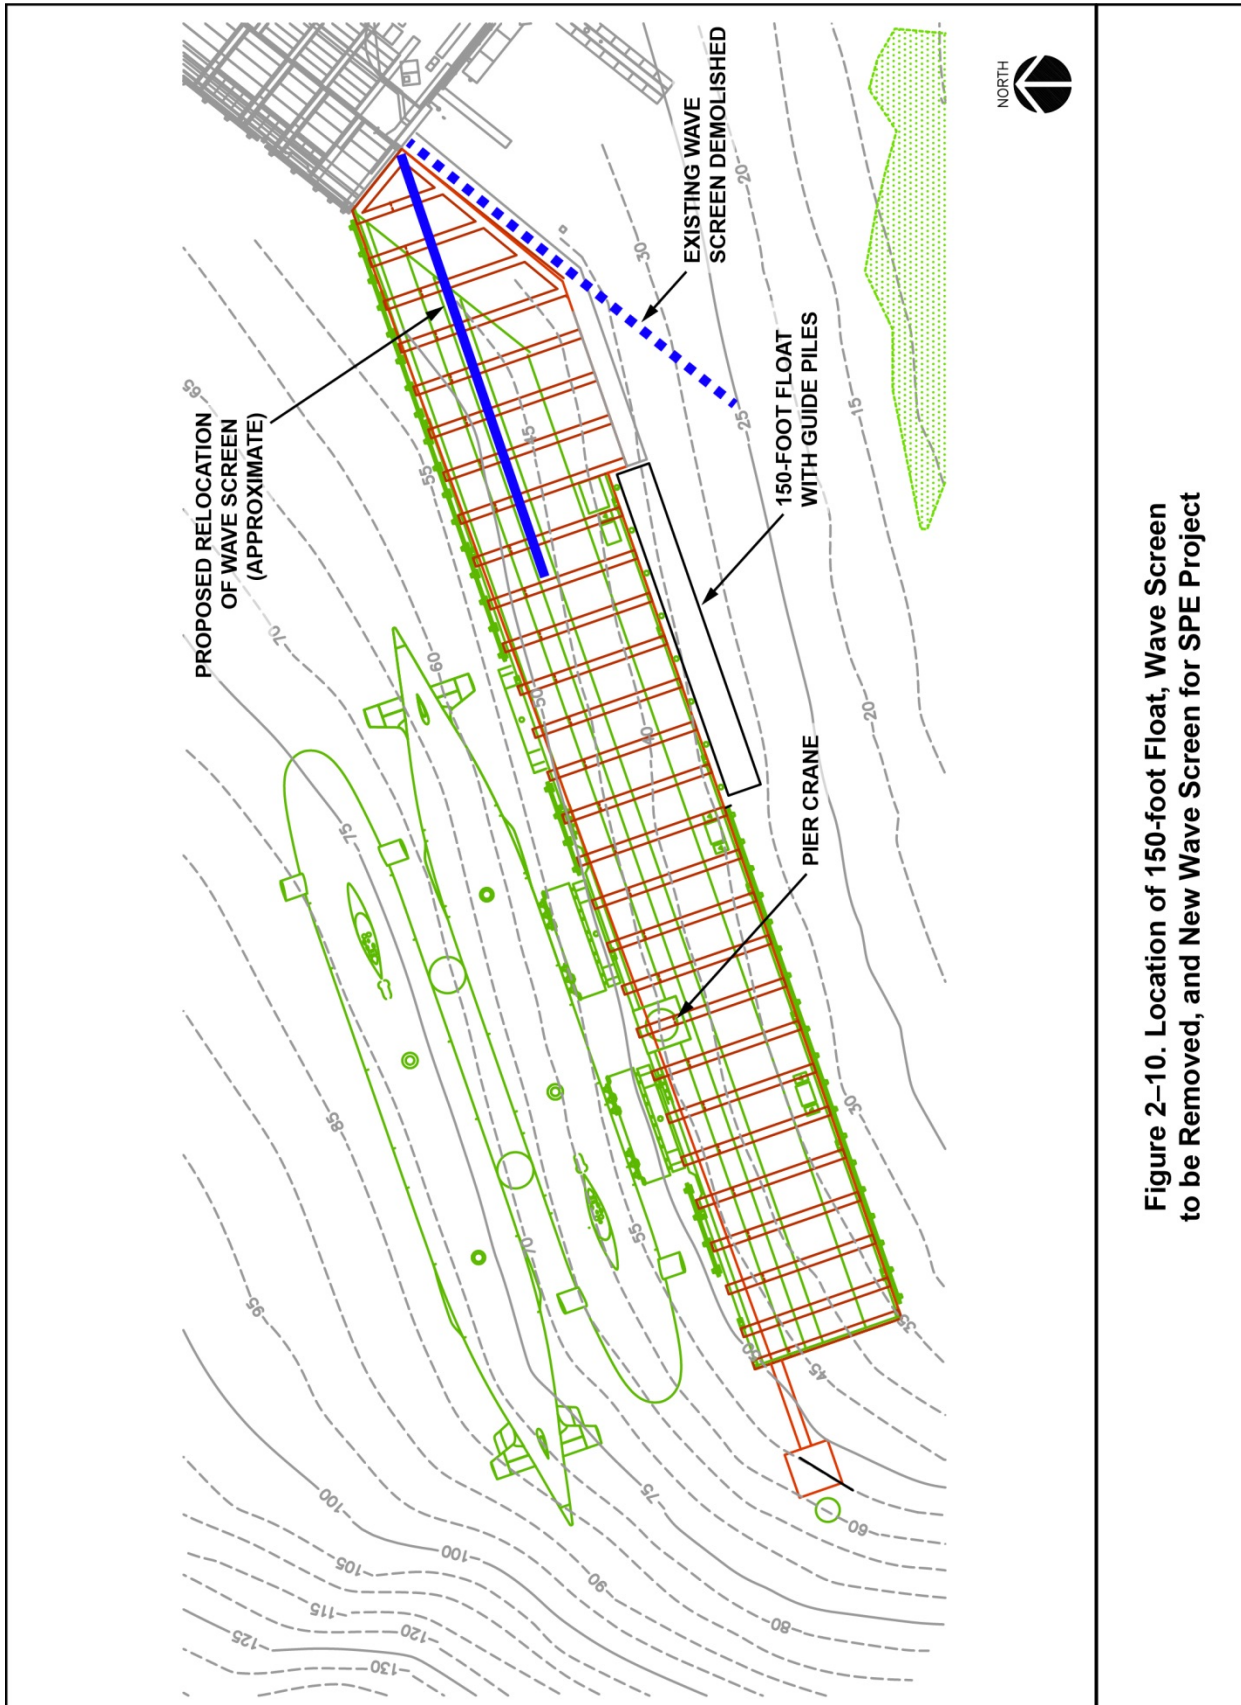 NORTH
PROPOSED RELOCATION
OF WAVE SCREEN
(APPROXIMATE)
EXISTING WAVE
SCREEN DEMOLISHED
150-FOOT FLOAT
WITH GUIDE PILES
PIER CRANE
65
70
55
60
75
45
50
40
30
20
25
15
20
85
70
55
95
30
35
50
45
100
75
60
100
105
90
115
80
120
125
130
Figure 2–10. Location of 150-foot Float, Wave Screen
to be Removed, and New Wave Screen for SPE Project